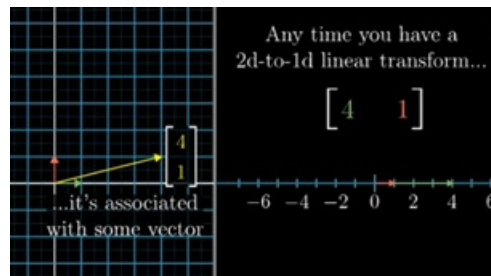 Any time you have a
2d-to-1d linear transform...
[4 1]
4
1
...it's associated
with some vector
−6 −4 −2 0 2 4 6